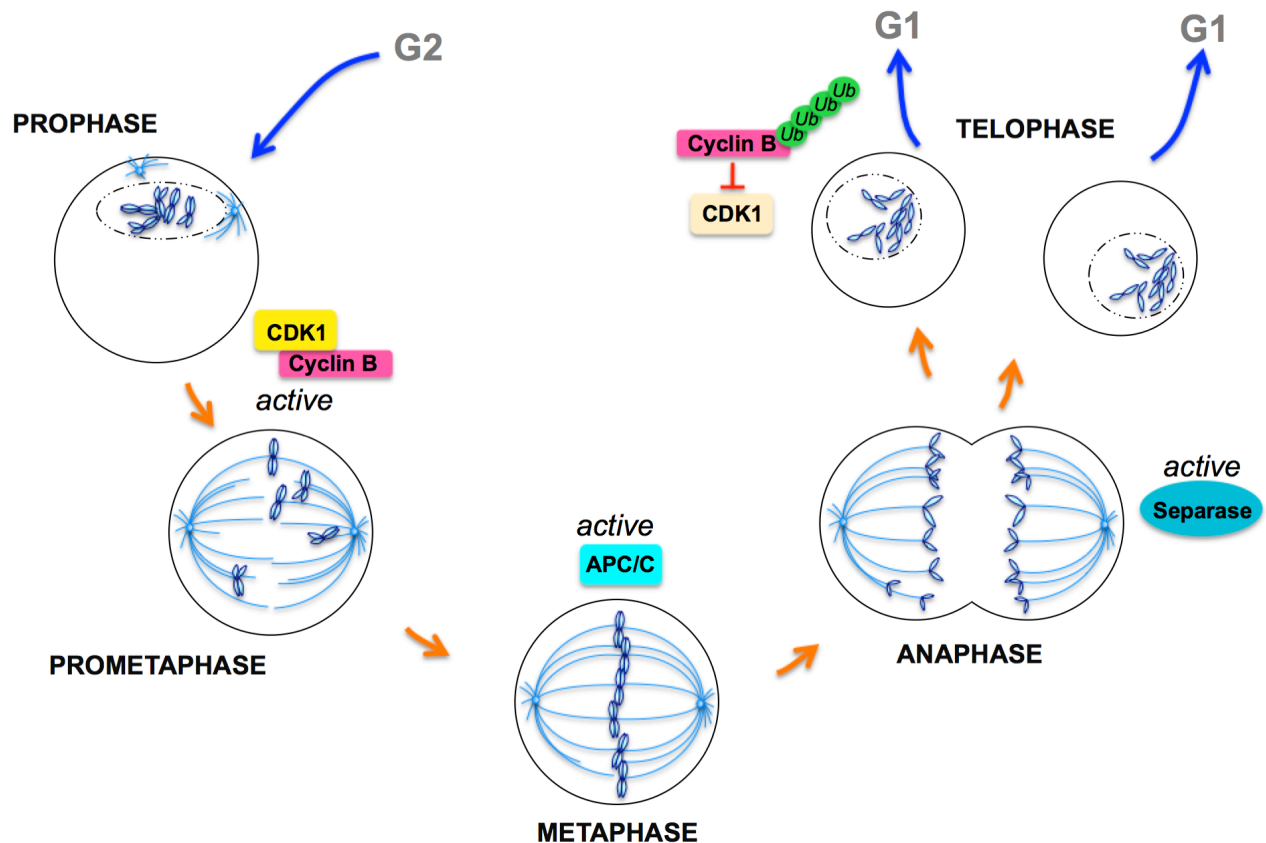 G2
PROPHASE
CDK1
Cyclin B
active
PROMETAPHASE
active
APC/C
METAPHASE
active
Separase
ANAPHASE
TELOPHASE
Cyclin B
Ub
Ub
Ub
Ub
CDK1
G1
G1